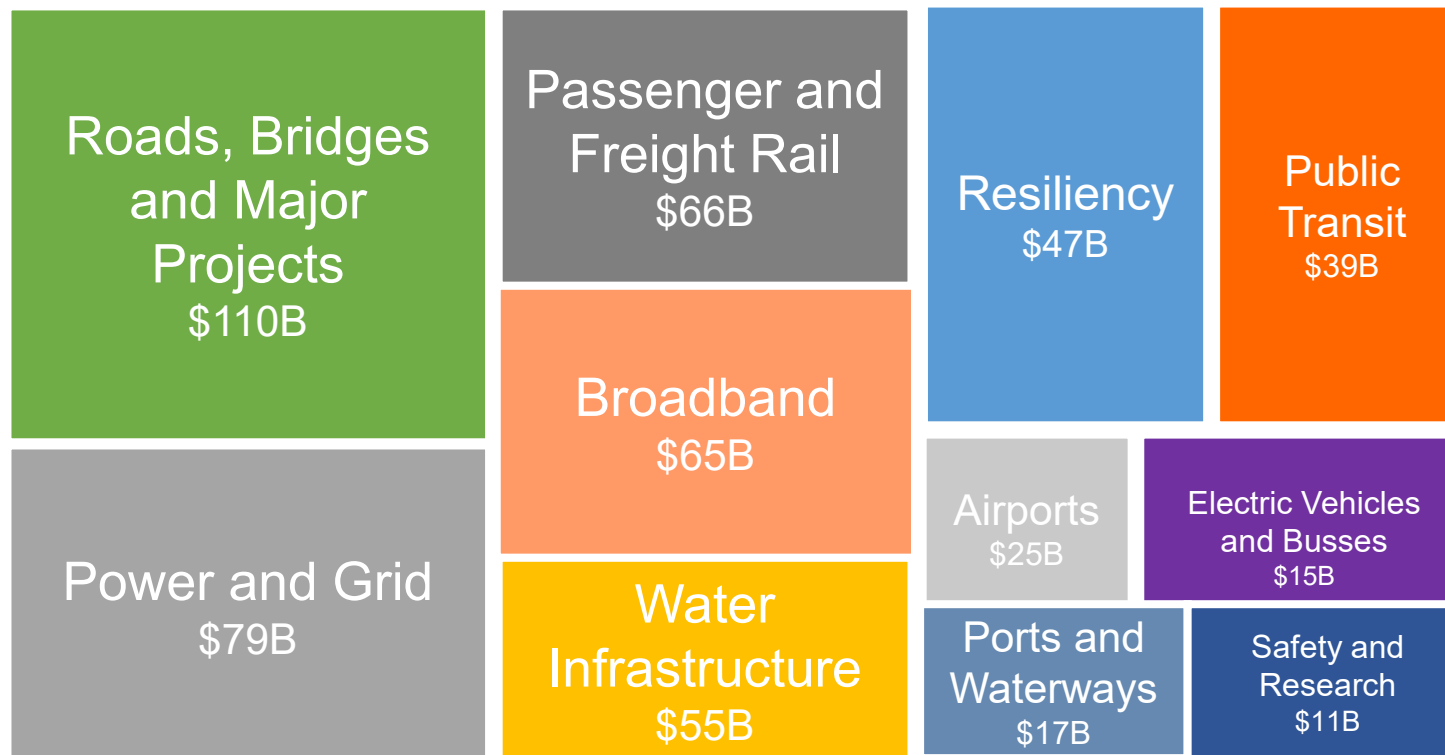 Roads, Bridges
and Major
Projects
$110B
Power and Grid
$79B
Passenger and
Freight Rail
$66B
Broadband
$65B
Water
Infrastructure
$55B
Resiliency
$47B
Public
Transit
$39B
Airports
$25B
Electric Vehicles
and Busses
$15B
Ports and
Waterways
$17B
Safety and
Research
$11B